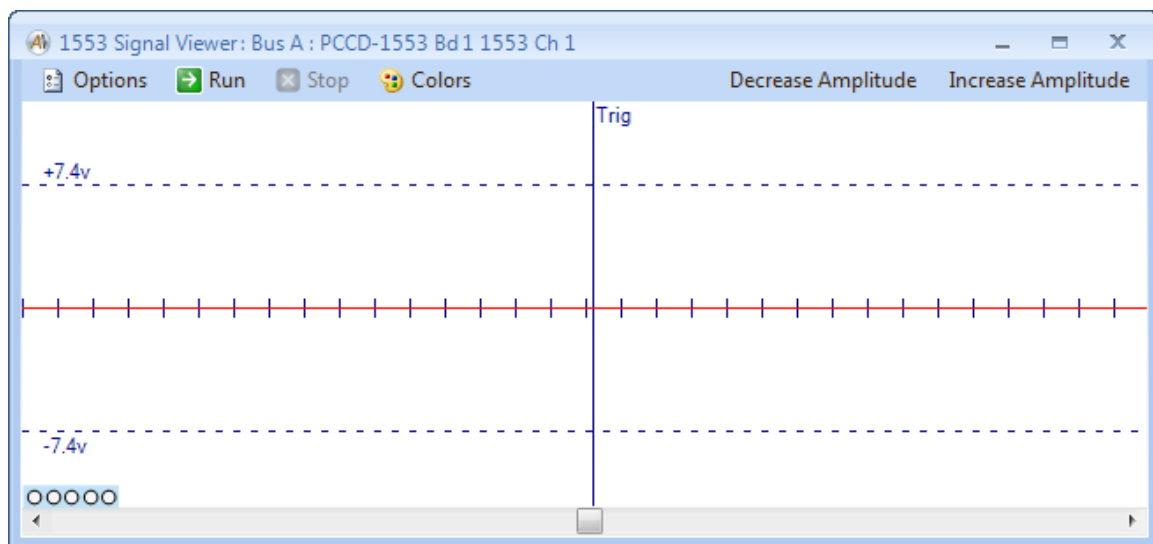 1553 Signal Viewer: Bus A : PCCD-1553 Bd 1 1553 Ch 1
Options Run Stop Colors Decrease Amplitude Increase Amplitude
Trig
+7.4v
-7.4v